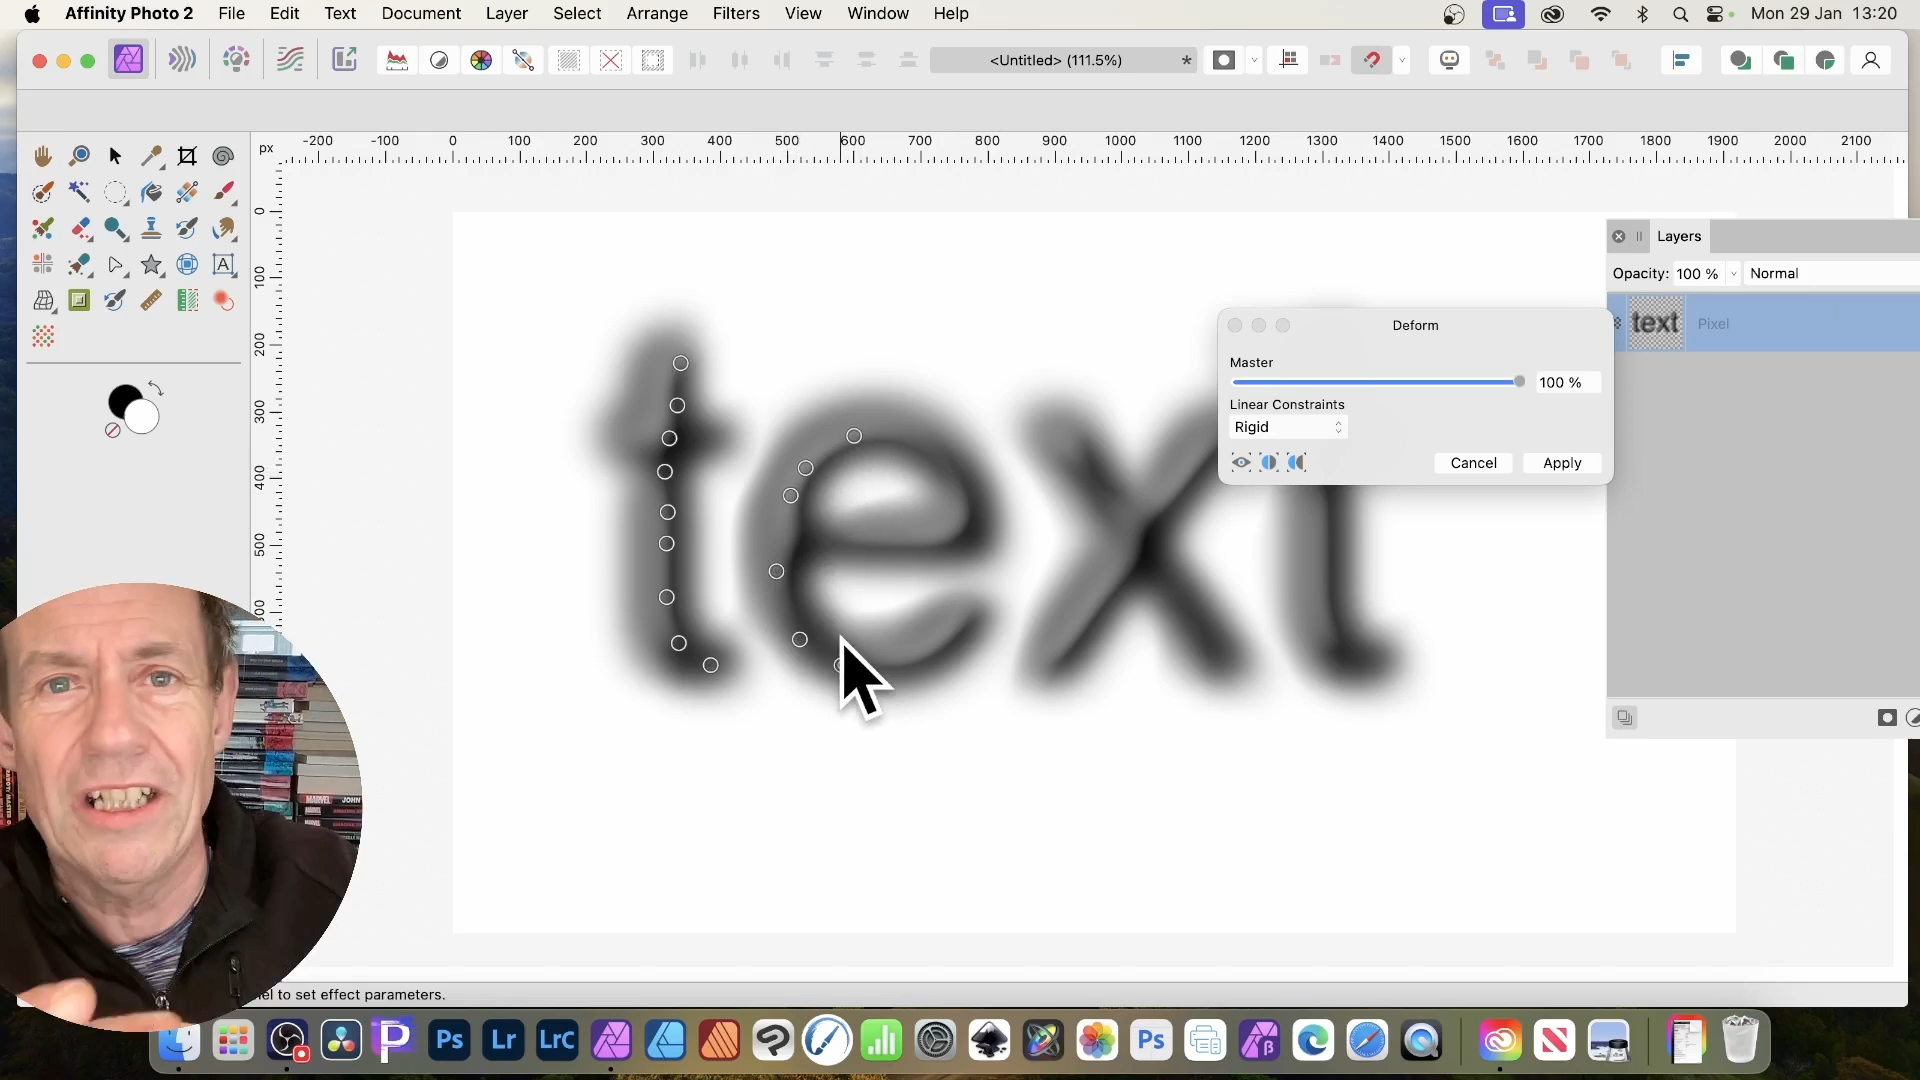 Affinity Photo 2 File Edit Text Document Layer Select Arrange Filters View Window Help Mon 29 Jan 13:20
<Untitled> (111.5%) *
px -200 -100 0 100 200 300 400 500 600 700 800 900 1000 1100 1200 1300 1400 1500 1600 1700 1800 1900 2000 2100
0
100
200
300
400
500
Layers
Opacity: 100 % Normal
text Pixel
Deform
Master
100 %
Linear Constraints
Rigid
Cancel Apply
text
A
MARVEL JOHN
el to set effect parameters.
P Ps Lr LrC Ps β N